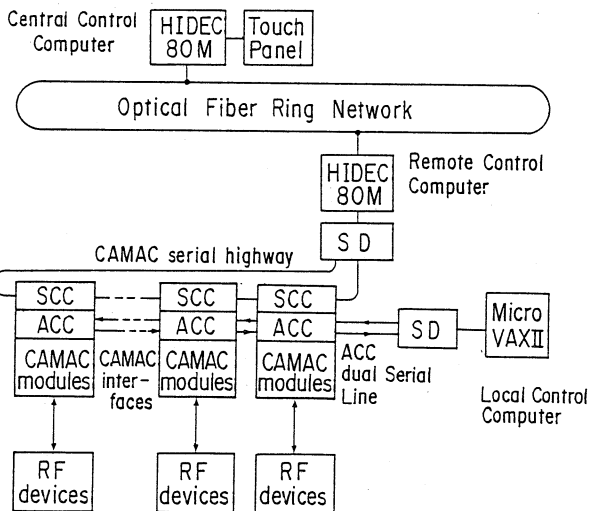 Central Control
Computer
HIDEC
80M
Touch
Panel
Optical Fiber Ring Network
HIDEC
80M
Remote Control
Computer
SD
CAMAC serial highway
SCC
SCC
SCC
ACC
ACC
ACC
SD
Micro
VAXII
CAMAC
modules
CAMAC
inter-
faces
CAMAC
modules
CAMAC
modules
ACC
dual Serial
Line
Local Control
Computer
RF
devices
RF
devices
RF
devices